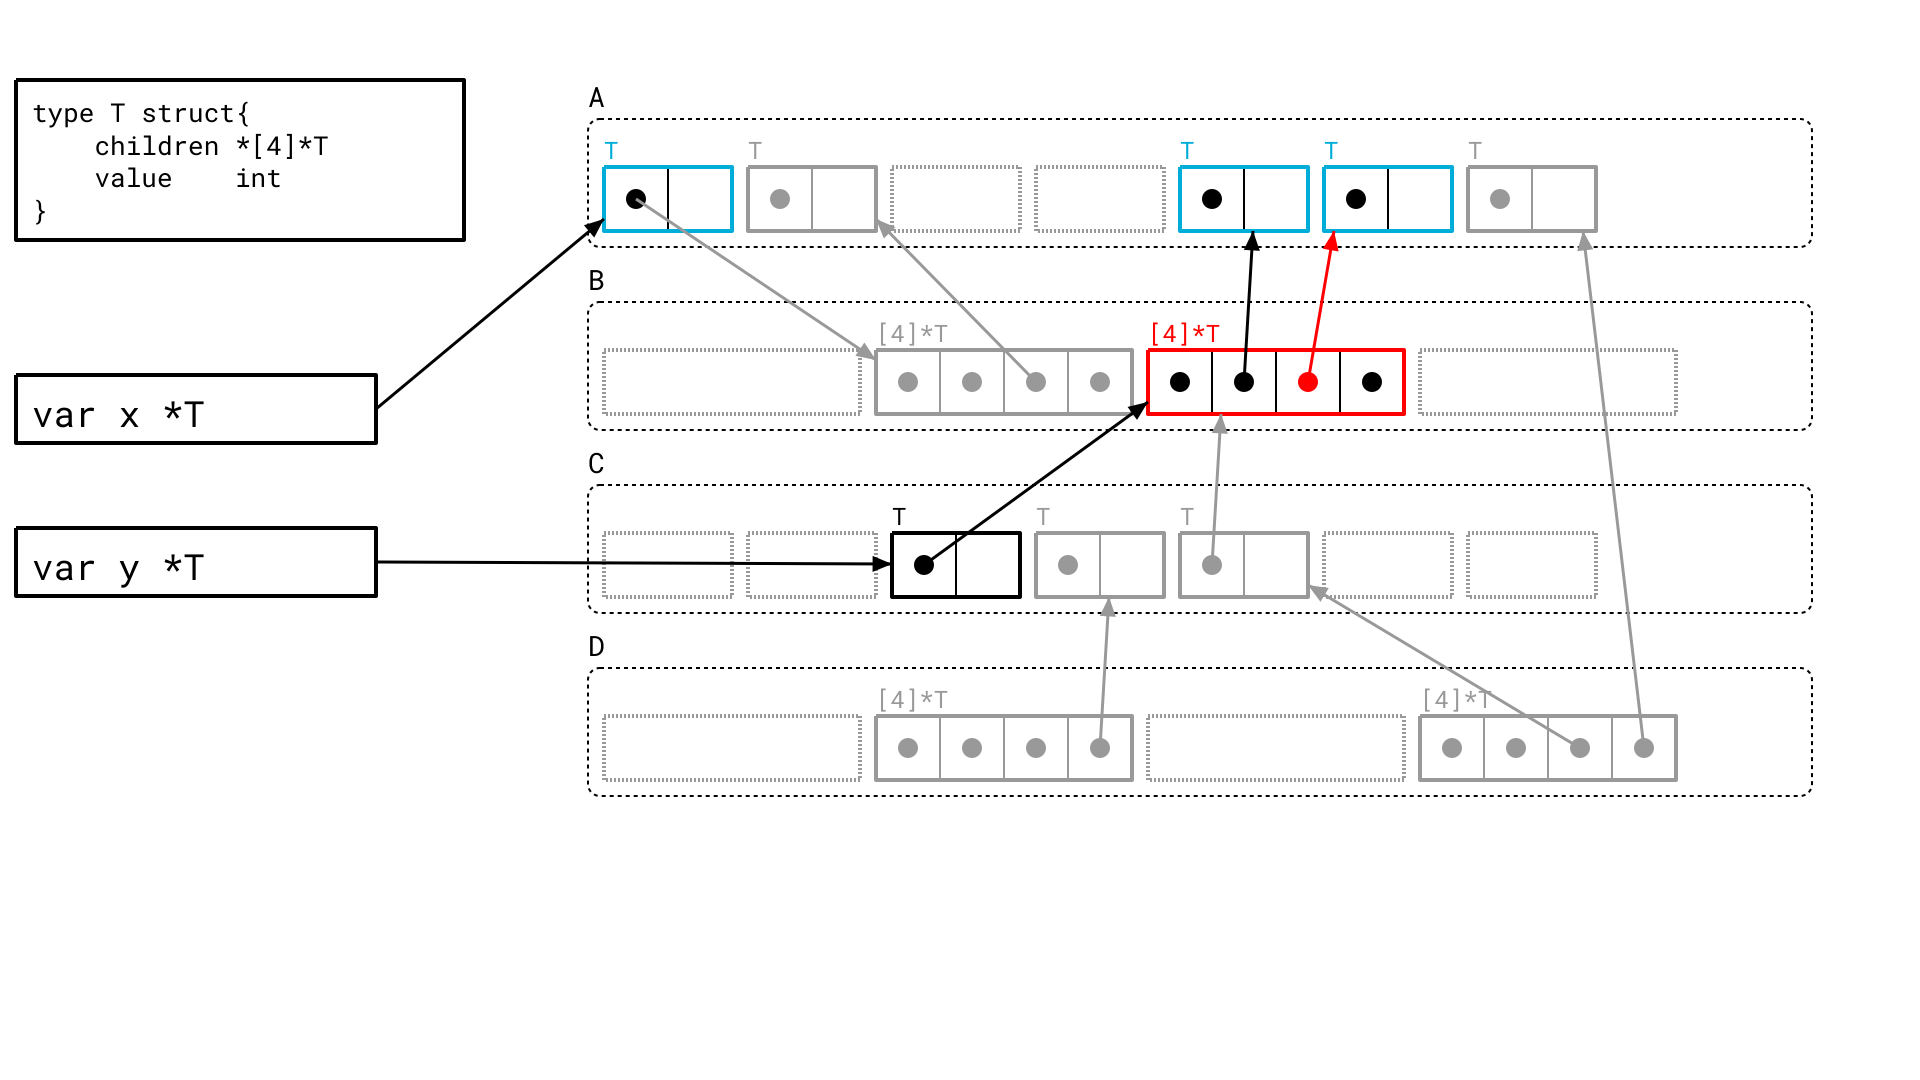 type T struct{
    children *[4]*T
    value    int
}
var x *T
var y *T
A
T T T T T
B
[4]*T [4]*T
C
T T T
D
[4]*T [4]*T